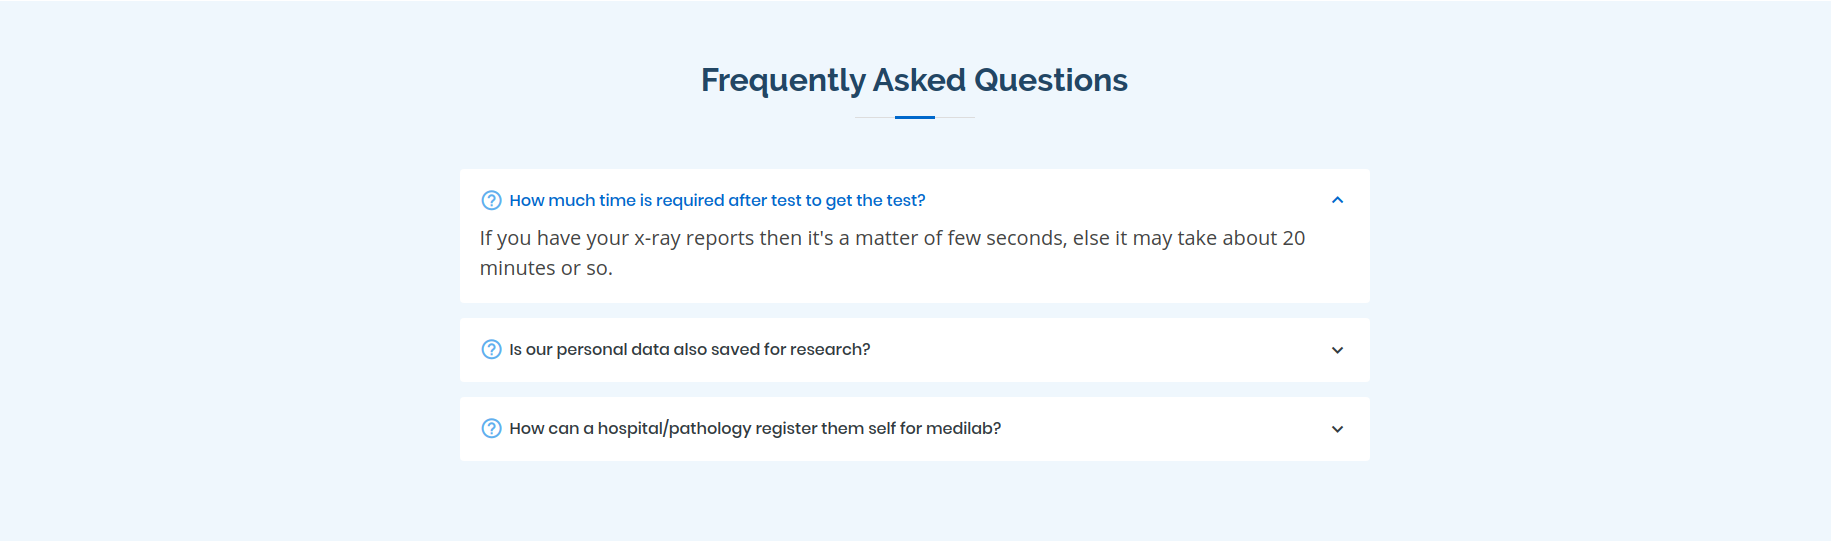 Frequently Asked Questions
How much time is required after test to get the test?
If you have your x-ray reports then it's a matter of few seconds, else it may take about 20
minutes or so.
Is our personal data also saved for research?
How can a hospital/pathology register them self for medilab?